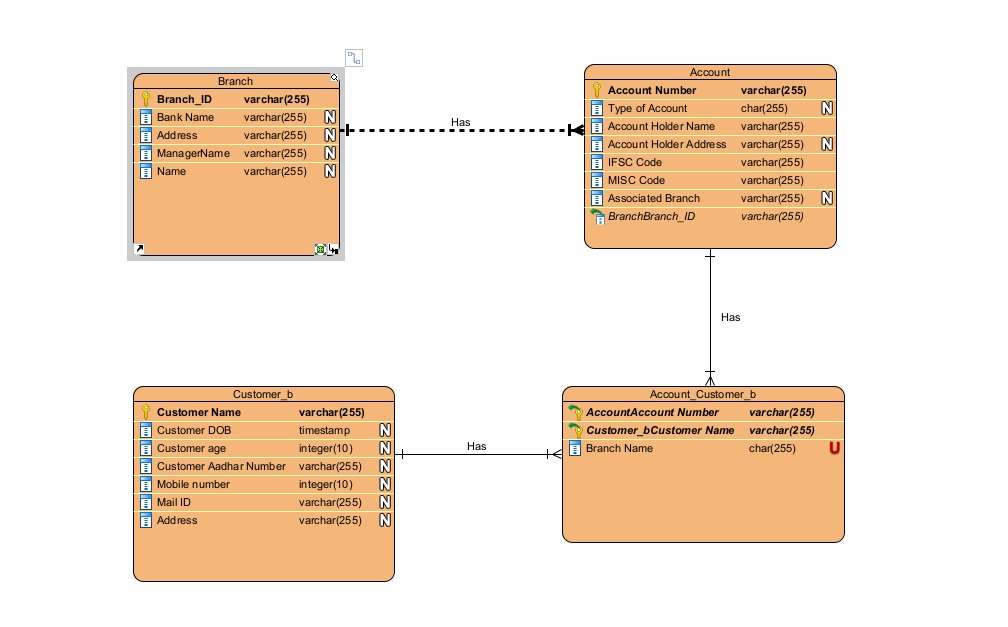 Branch
Branch_ID varchar(255)
Bank Name varchar(255) N
Address varchar(255) N
ManagerName varchar(255) N
Name varchar(255) N
Has
Account
Account Number varchar(255)
Type of Account char(255) N
Account Holder Name varchar(255)
Account Holder Address varchar(255) N
IFSC Code varchar(255)
MISC Code varchar(255)
Associated Branch varchar(255) N
BranchBranch_ID varchar(255)
Has
Customer_b
Customer Name varchar(255)
Customer DOB timestamp N
Customer age integer(10) N
Customer Aadhar Number varchar(255) N
Mobile number integer(10) N
Mail ID varchar(255) N
Address varchar(255) N
Has
Account_Customer_b
AccountAccount Number varchar(255)
Customer_bCustomer Name varchar(255)
Branch Name char(255) U